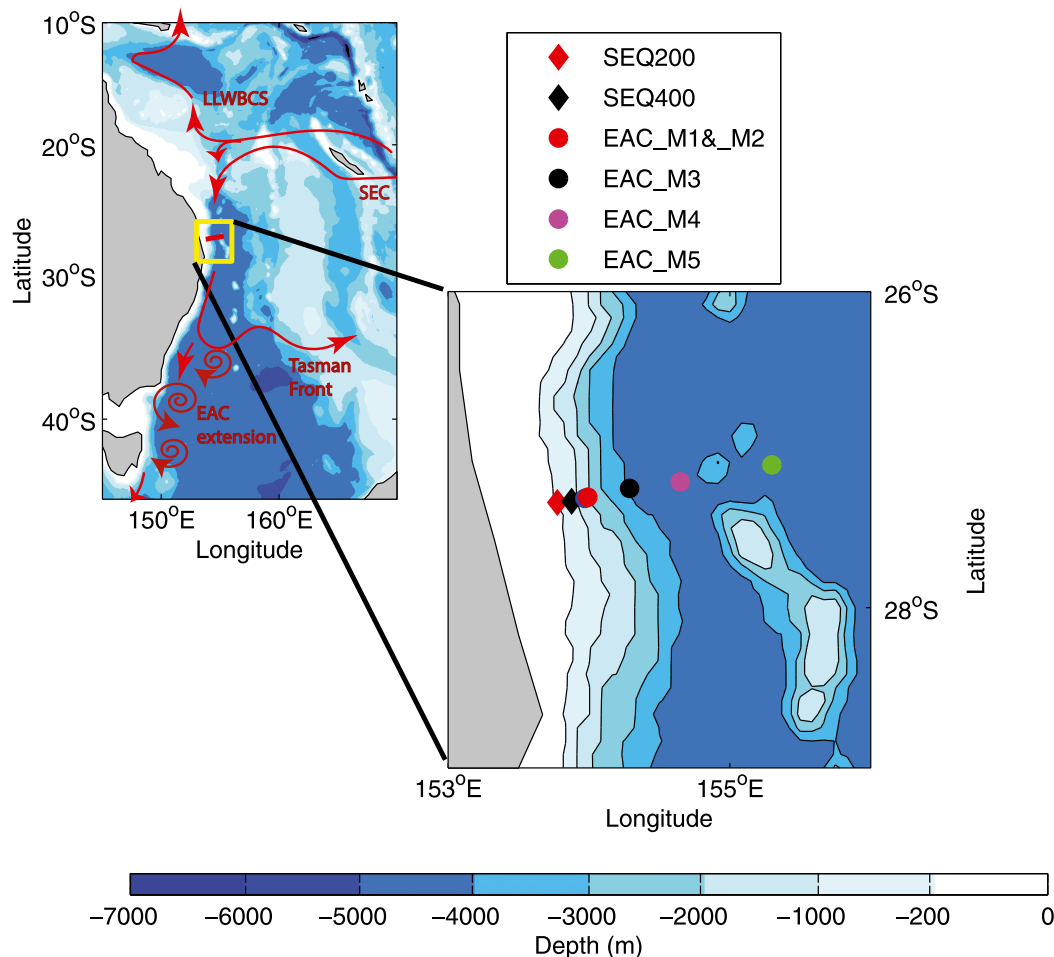 10°S
20°S
30°S
40°S
Latitude
150°E
160°E
Longitude
LLWBCS
SEC
Tasman
Front
EAC
extension
SEQ200
SEQ400
EAC_M1&_M2
EAC_M3
EAC_M4
EAC_M5
26°S
28°S
Latitude
153°E
155°E
Longitude
−7000
−6000
−5000
−4000
−3000
−2000
−1000
−200
0
Depth (m)